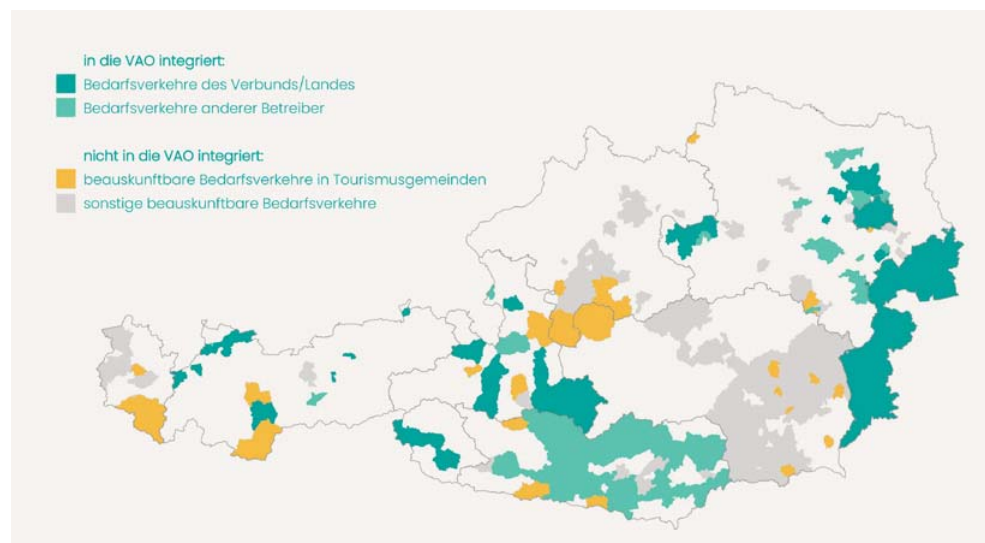 in die VAO integriert:
Bedarfsverkehre des Verbunds/Landes
Bedarfsverkehre anderer Betreiber
nicht in die VAO integriert:
beauskunftbare Bedarfsverkehre in Tourismusgemeinden
sonstige beauskunftbare Bedarfsverkehre